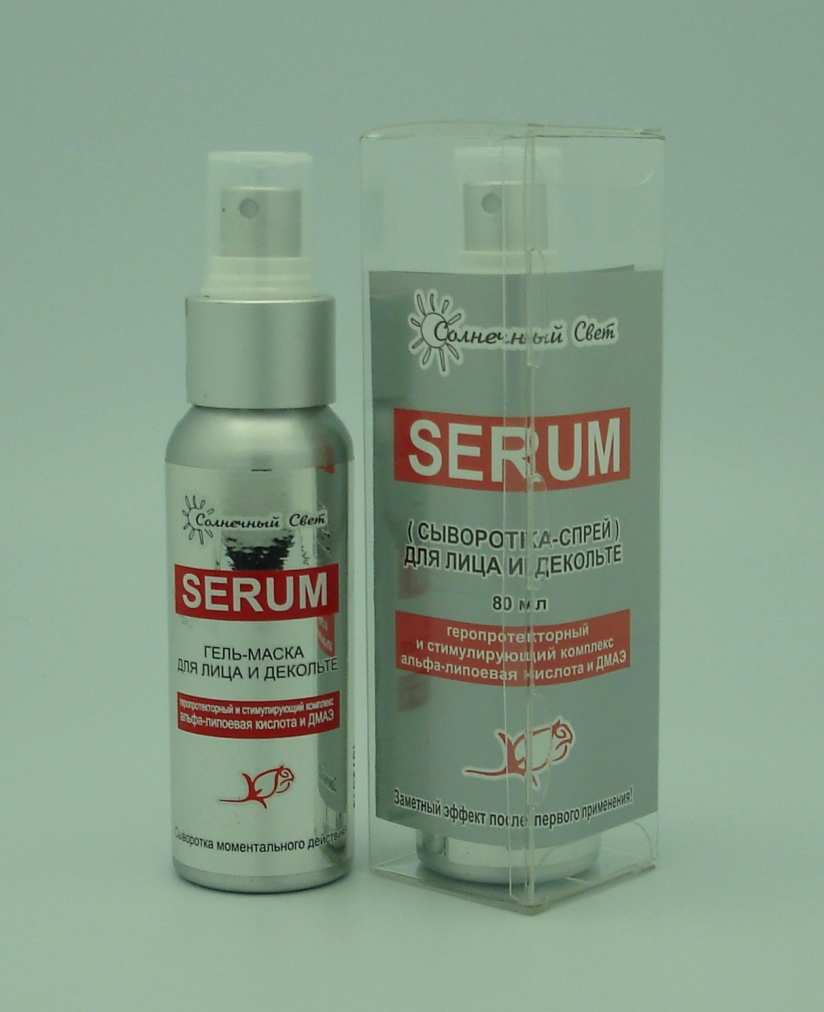 Солнечный Свет
SERUM
ГЕЛЬ-МАСКА
ДЛЯ ЛИЦА И ДЕКОЛЬТЕ
геропротекторный и стимулирующий комплекс
альфа-липоевая кислота и ДМАЭ
Сыворотка моментального действия
Солнечный Свет
SERUM
( СЫВОРОТКА-СПРЕЙ )
ДЛЯ ЛИЦА И ДЕКОЛЬТЕ
80 мл
геропротекторный
и стимулирующий комплекс
альфа-липоевая кислота и ДМАЭ
Заметный эффект после первого применения!